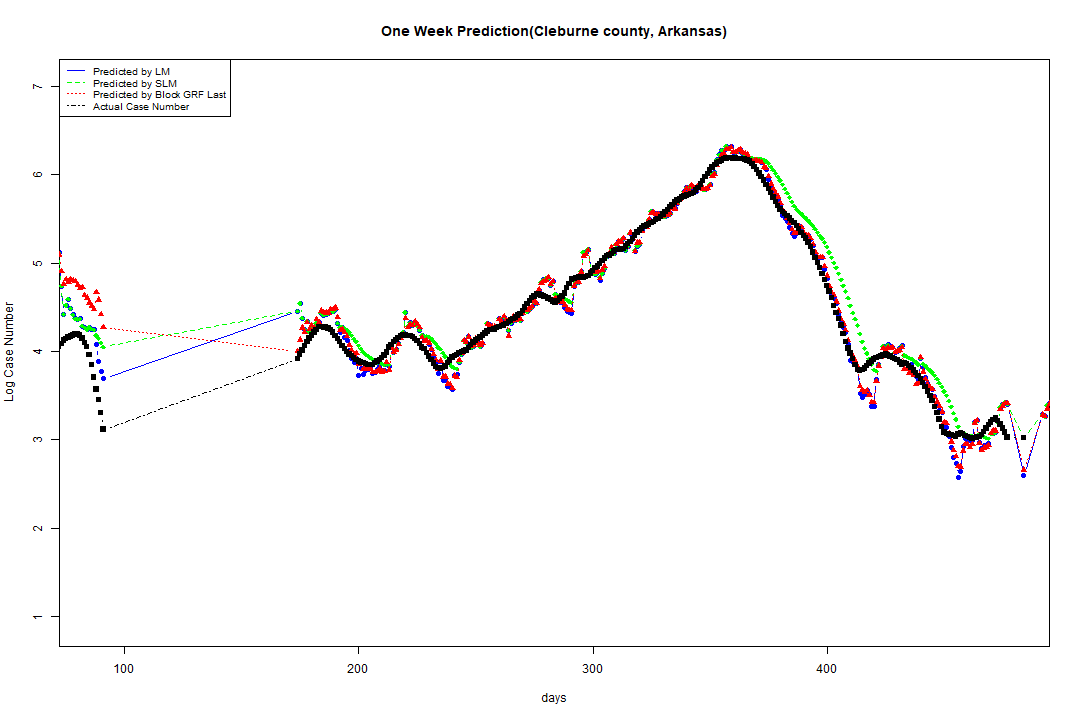 One Week Prediction(Cleburne county, Arkansas)
Predicted by LM
Predicted by SLM
Predicted by Block GRF Last
Actual Case Number
7
6
5
4
3
2
1
Log Case Number
100 200 300 400
days